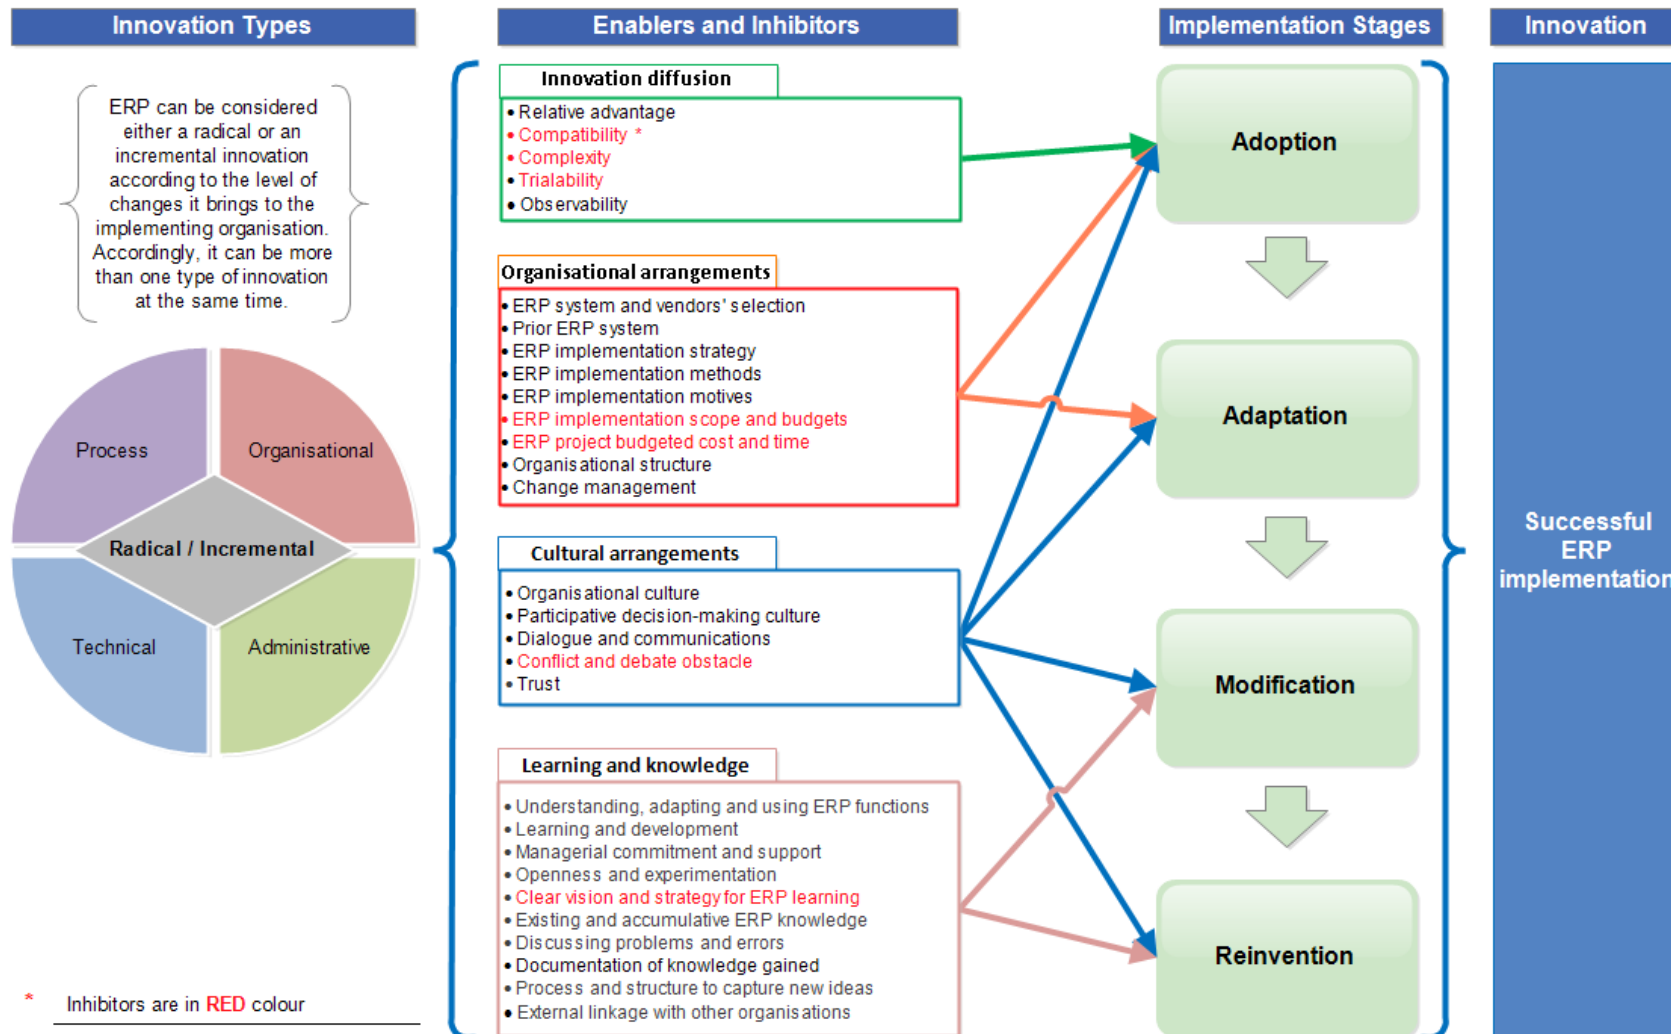 Innovation Types
Enablers and Inhibitors
Implementation Stages
Innovation
ERP can be considered
either a radical or an
incremental innovation
according to the level of
changes it brings to the
implementing organisation.
Accordingly, it can be more
than one type of innovation
at the same time.
Process
Organisational
Radical / Incremental
Technical
Administrative
* Inhibitors are in RED colour
Innovation diffusion
• Relative advantage
• Compatibility *
• Complexity
• Trialability
• Observability
Organisational arrangements
• ERP system and vendors' selection
• Prior ERP system
• ERP implementation strategy
• ERP implementation methods
• ERP implementation motives
• ERP implementation scope and budgets
• ERP project budgeted cost and time
• Organisational structure
• Change management
Cultural arrangements
• Organisational culture
• Participative decision-making culture
• Dialogue and communications
• Conflict and debate obstacle
• Trust
Learning and knowledge
• Understanding, adapting and using ERP functions
• Learning and development
• Managerial commitment and support
• Openness and experimentation
• Clear vision and strategy for ERP learning
• Existing and accumulative ERP knowledge
• Discussing problems and errors
• Documentation of knowledge gained
• Process and structure to capture new ideas
• External linkage with other organisations
Adoption
Adaptation
Modification
Reinvention
Successful
ERP
implementation